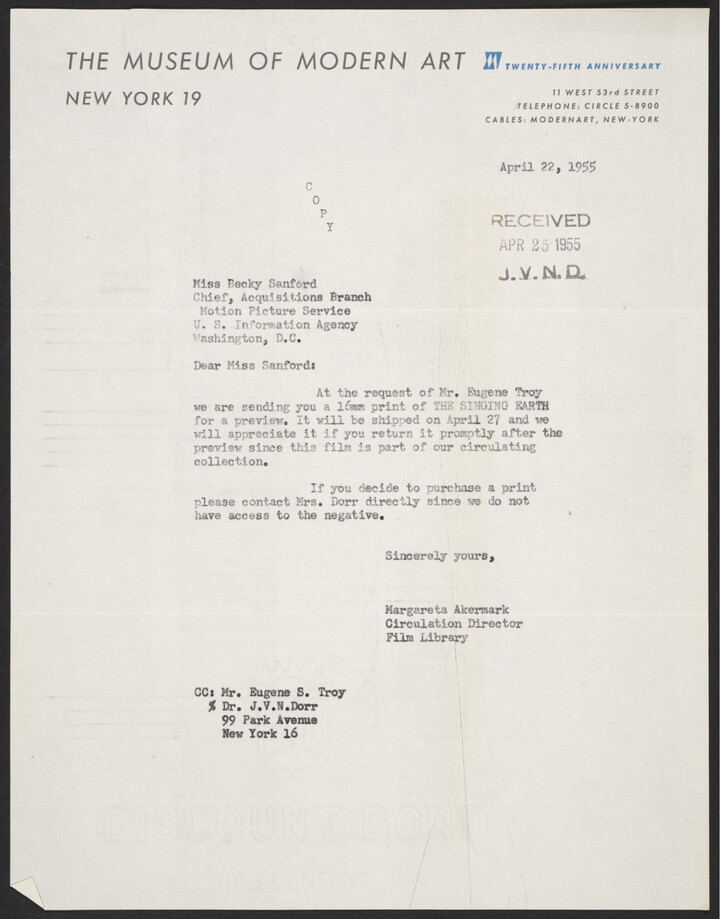 THE MUSEUM OF MODERN ART
TWENTY-FIFTH ANNIVERSARY
NEW YORK 19
11 WEST 53rd STREET
TELEPHONE: CIRCLE 5-8900
CABLES: MODERNART, NEW-YORK
April 22, 1955
C
O
P
Y
RECEIVED
APR 25 1955
J.V.N.D.
Miss Becky Sanford
Chief, Acquisitions Branch
Motion Picture Service
U. S. Information Agency
Washington, D.C.
Dear Miss Sanford:
At the request of Mr. Eugene Troy
we are sending you a 16mm print of THE SINGING EARTH
for a preview. It will be shipped on April 27 and we
will appreciate it if you return it promptly after the
preview since this film is part of our circulating
collection.
If you decide to purchase a print
please contact Mrs. Dorr directly since we do not
have access to the negative.
Sincerely yours,
Margareta Akermark
Circulation Director
Film Library
CC: Mr. Eugene S. Troy
% Dr. J.V.N.Dorr
99 Park Avenue
New York 16
DISCOUNT BOND